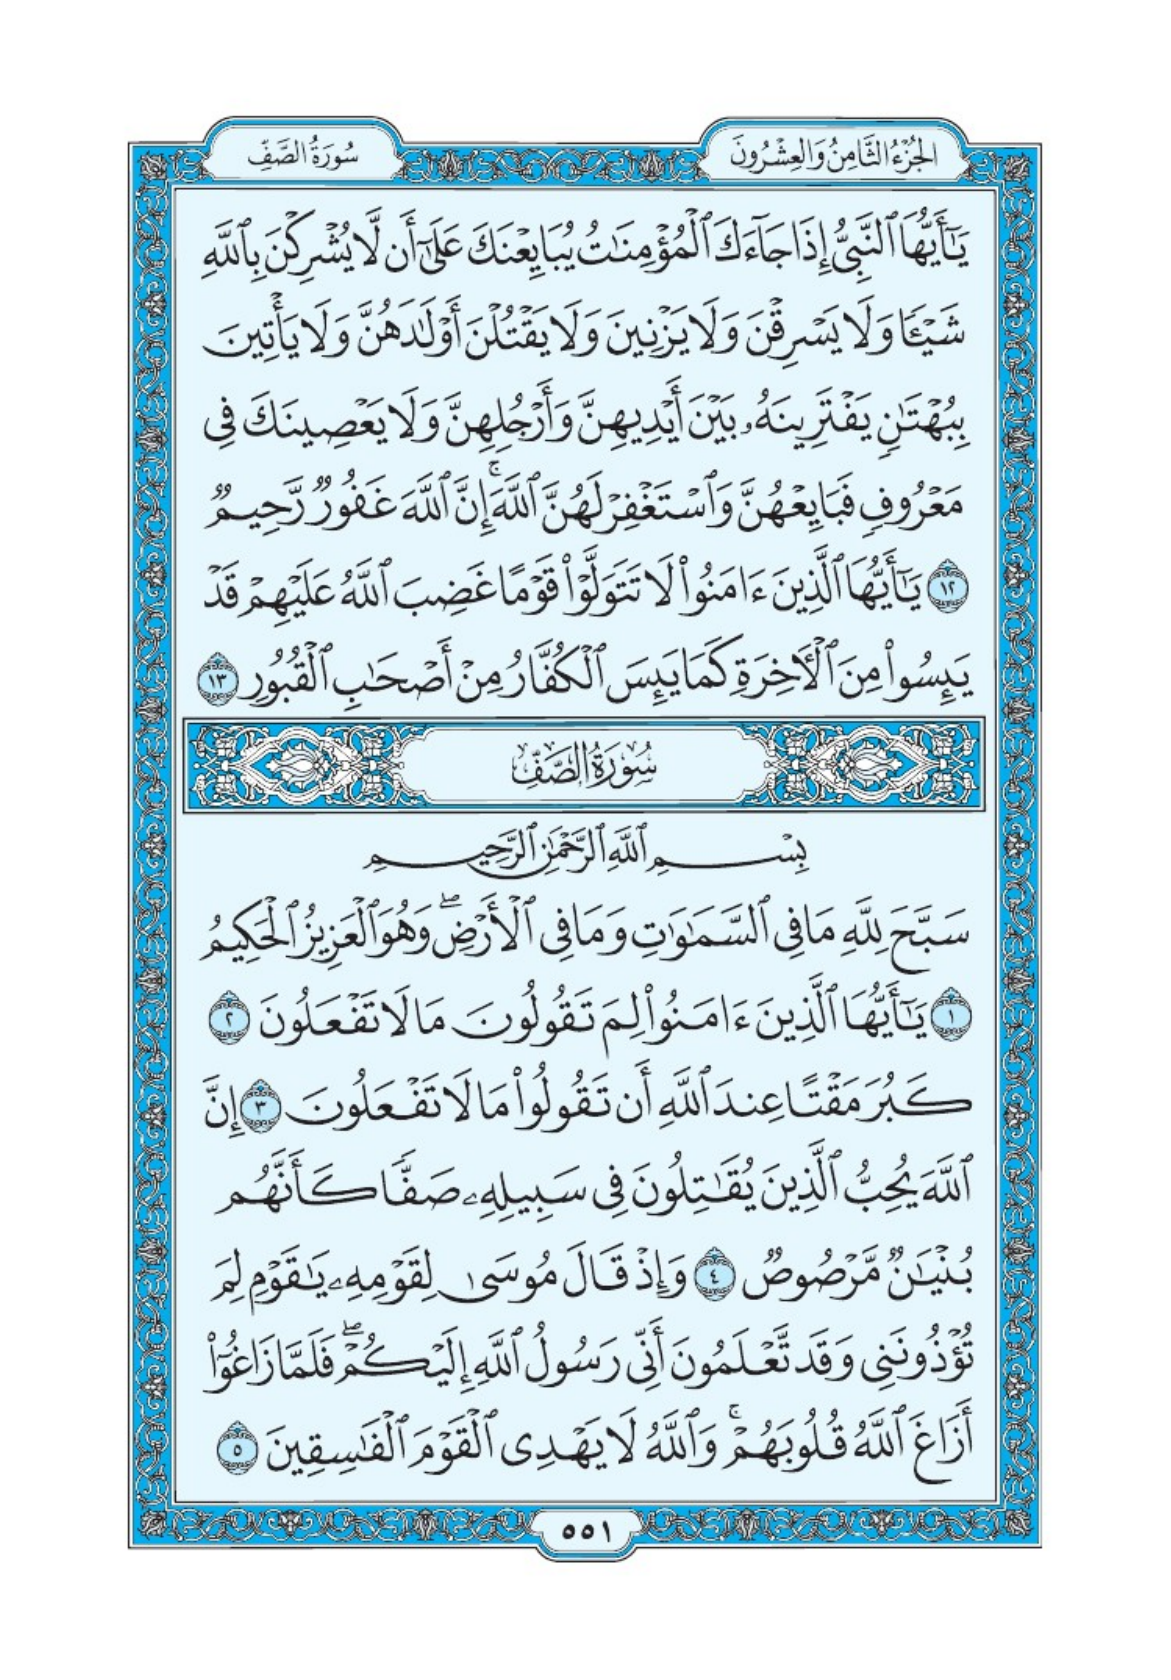 الجُزْءُ الثَّامِنُ وَالعِشْرُونَ
سُورَةُ الصَّفِّ
يَٰٓأَيُّهَا ٱلنَّبِيُّ إِذَا جَآءَكَ ٱلْمُؤْمِنَٰتُ يُبَايِعْنَكَ عَلَىٰٓ أَن لَّا يُشْرِكْنَ بِٱللَّهِ
شَيْـًٔا وَلَا يَسْرِقْنَ وَلَا يَزْنِينَ وَلَا يَقْتُلْنَ أَوْلَٰدَهُنَّ وَلَا يَأْتِينَ
بِبُهْتَٰنٍ يَفْتَرِينَهُۥ بَيْنَ أَيْدِيهِنَّ وَأَرْجُلِهِنَّ وَلَا يَعْصِينَكَ فِى
مَعْرُوفٍ فَبَايِعْهُنَّ وَٱسْتَغْفِرْ لَهُنَّ ٱللَّهَ ۚ إِنَّ ٱللَّهَ غَفُورٌ رَّحِيمٌ
١٢ يَٰٓأَيُّهَا ٱلَّذِينَ ءَامَنُوا۟ لَا تَتَوَلَّوْا۟ قَوْمًا غَضِبَ ٱللَّهُ عَلَيْهِمْ قَدْ
يَئِسُوا۟ مِنَ ٱلْـَٔاخِرَةِ كَمَا يَئِسَ ٱلْكُفَّارُ مِنْ أَصْحَٰبِ ٱلْقُبُورِ ١٣
سُورَةُ الصَّفِّ
بِسْمِ ٱللَّهِ ٱلرَّحْمَٰنِ ٱلرَّحِيمِ
سَبَّحَ لِلَّهِ مَا فِى ٱلسَّمَٰوَٰتِ وَمَا فِى ٱلْأَرْضِ ۖ وَهُوَ ٱلْعَزِيزُ ٱلْحَكِيمُ
١ يَٰٓأَيُّهَا ٱلَّذِينَ ءَامَنُوا۟ لِمَ تَقُولُونَ مَا لَا تَفْعَلُونَ ٢
كَبُرَ مَقْتًا عِندَ ٱللَّهِ أَن تَقُولُوا۟ مَا لَا تَفْعَلُونَ ٣ إِنَّ
ٱللَّهَ يُحِبُّ ٱلَّذِينَ يُقَٰتِلُونَ فِى سَبِيلِهِۦ صَفًّا كَأَنَّهُم
بُنْيَٰنٌ مَّرْصُوصٌ ٤ وَإِذْ قَالَ مُوسَىٰ لِقَوْمِهِۦ يَٰقَوْمِ لِمَ
تُؤْذُونَنِى وَقَد تَّعْلَمُونَ أَنِّى رَسُولُ ٱللَّهِ إِلَيْكُمْ ۖ فَلَمَّا زَاغُوٓا۟
أَزَاغَ ٱللَّهُ قُلُوبَهُمْ ۚ وَٱللَّهُ لَا يَهْدِى ٱلْقَوْمَ ٱلْفَٰسِقِينَ ٥
٥٥١